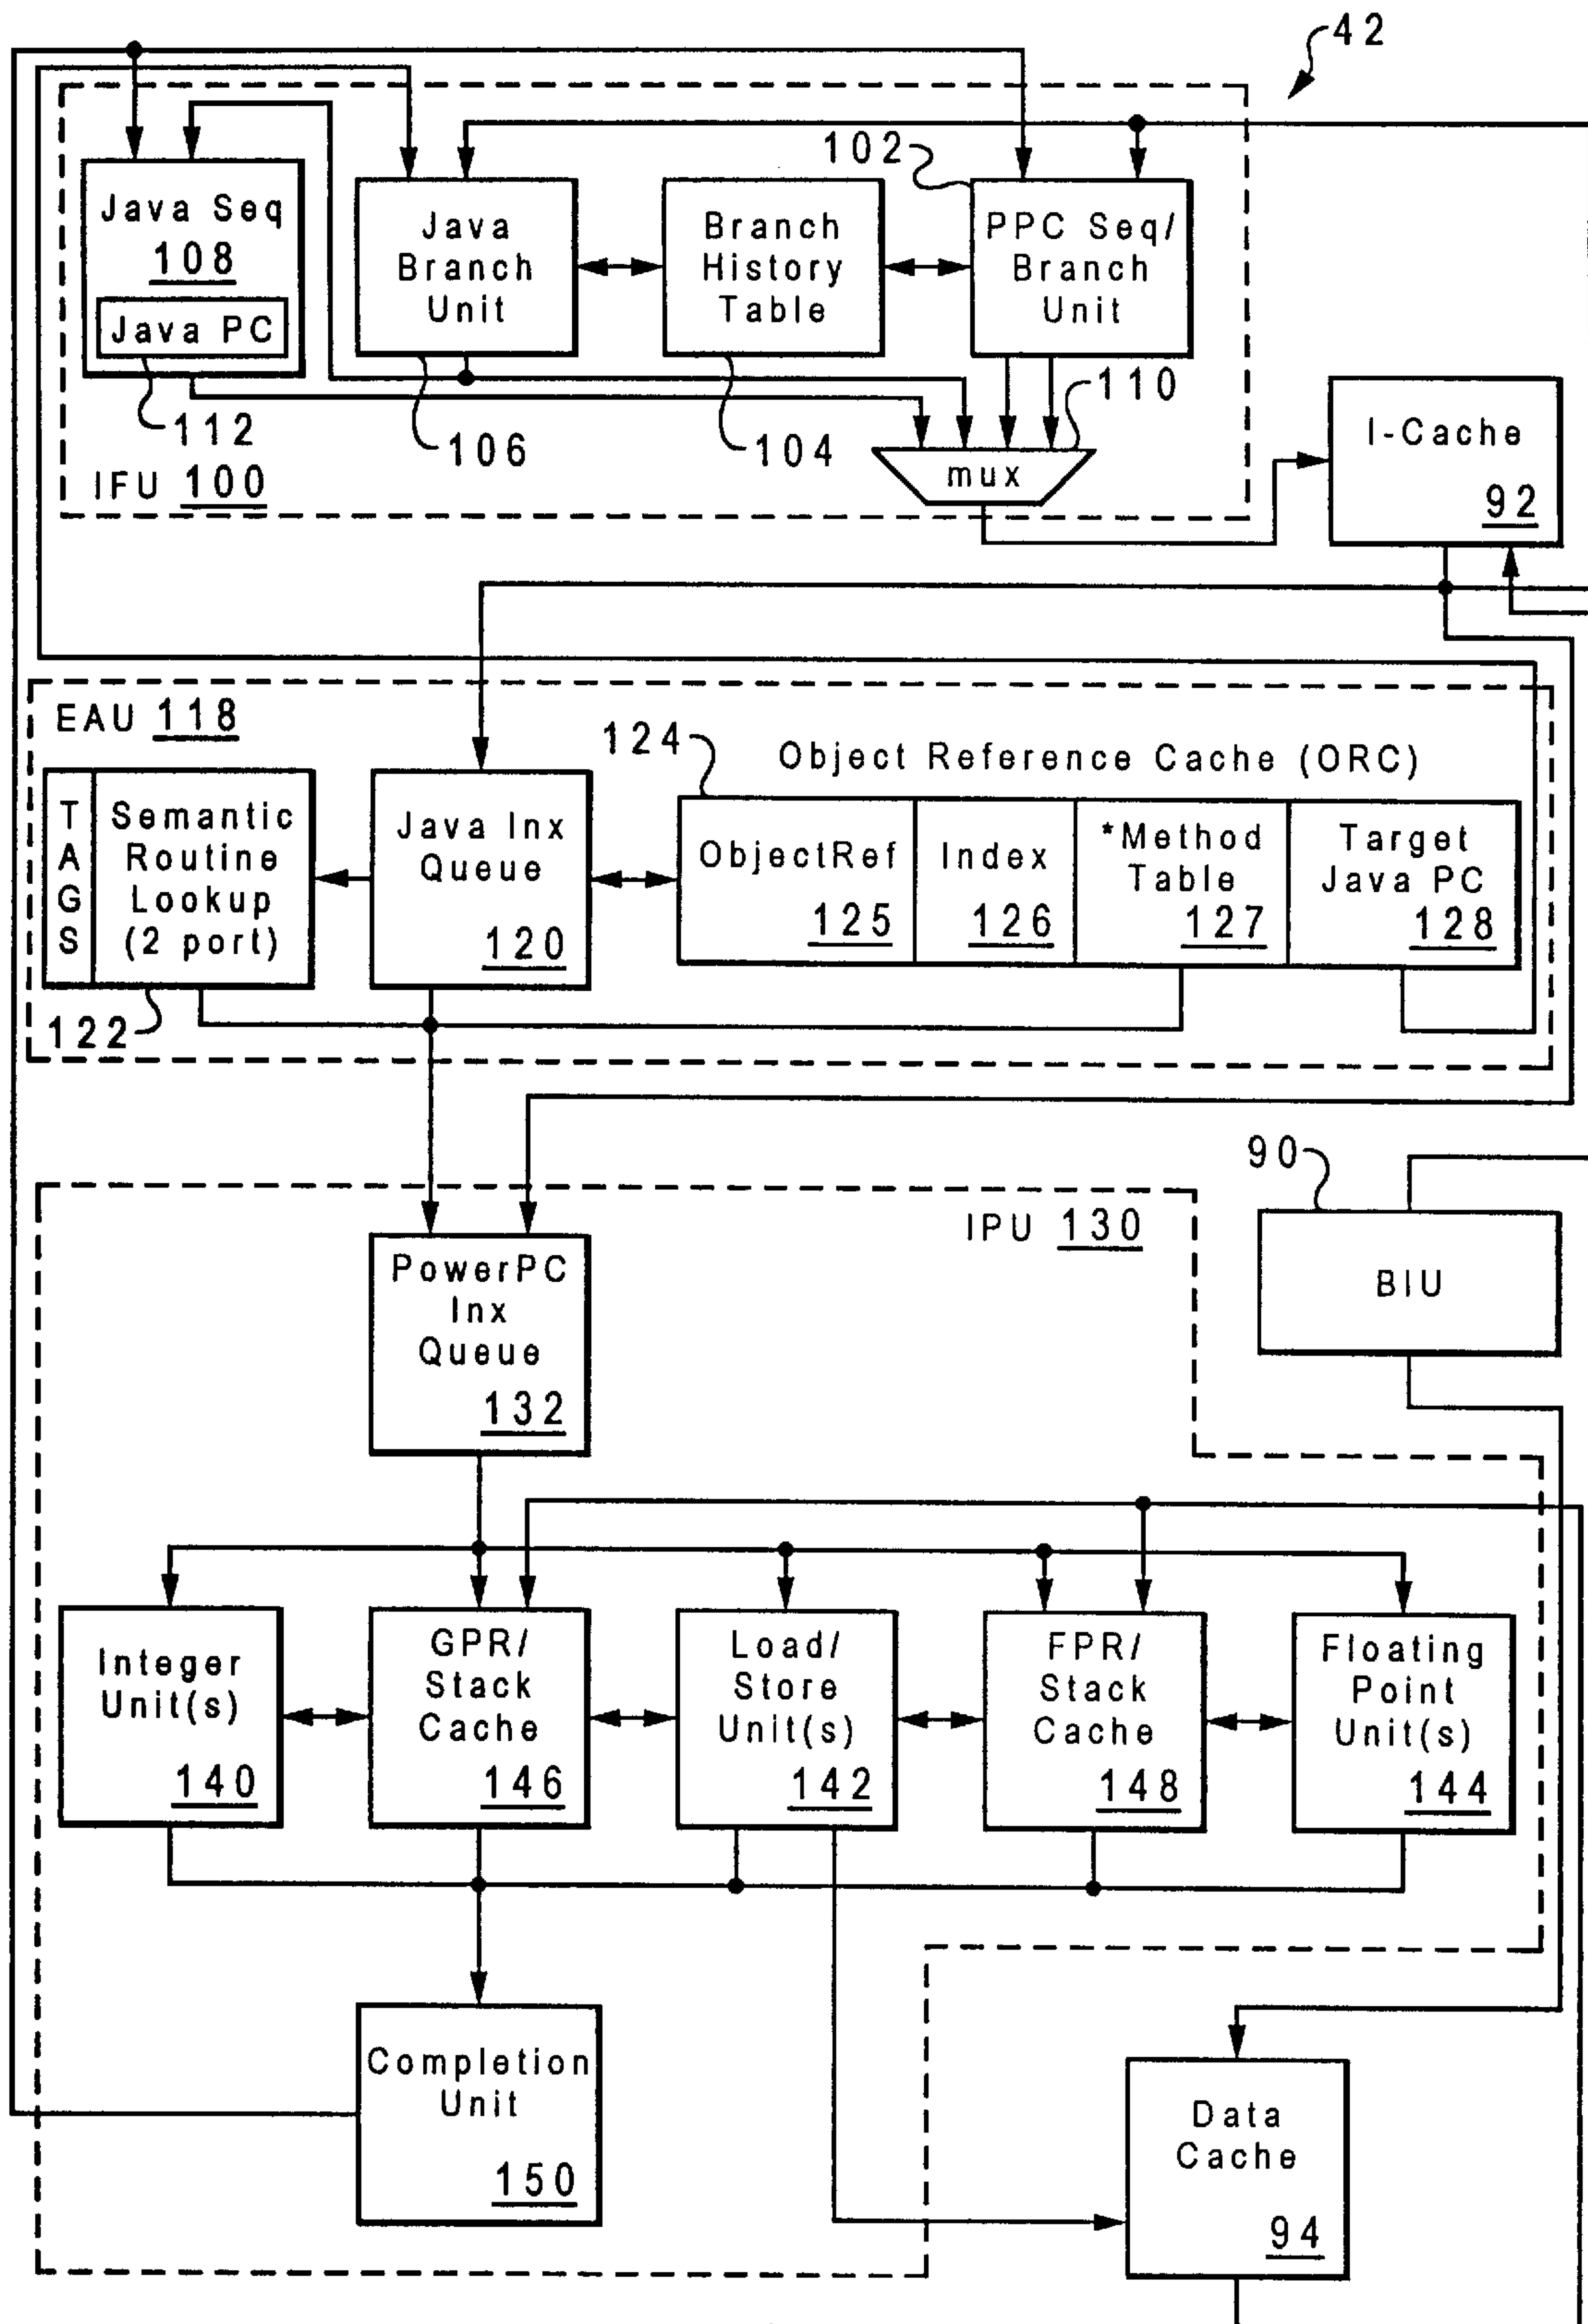 42
102
Java Seq
108
Java PC
Java
Branch
Unit
Branch
History
Table
PPC Seq/
Branch
Unit
112
106
104
110
mux
IFU 100
I-Cache
92
EAU 118
124
Object Reference Cache (ORC)
TAGS
Semantic
Routine
Lookup
(2 port)
122
Java Inx
Queue
120
ObjectRef
125
Index
126
*Method
Table
127
Target
Java PC
128
90
BIU
IPU 130
PowerPC
Inx
Queue
132
Integer
Unit(s)
140
GPR/
Stack
Cache
146
Load/
Store
Unit(s)
142
FPR/
Stack
Cache
148
Floating
Point
Unit(s)
144
Completion
Unit
150
Data
Cache
94